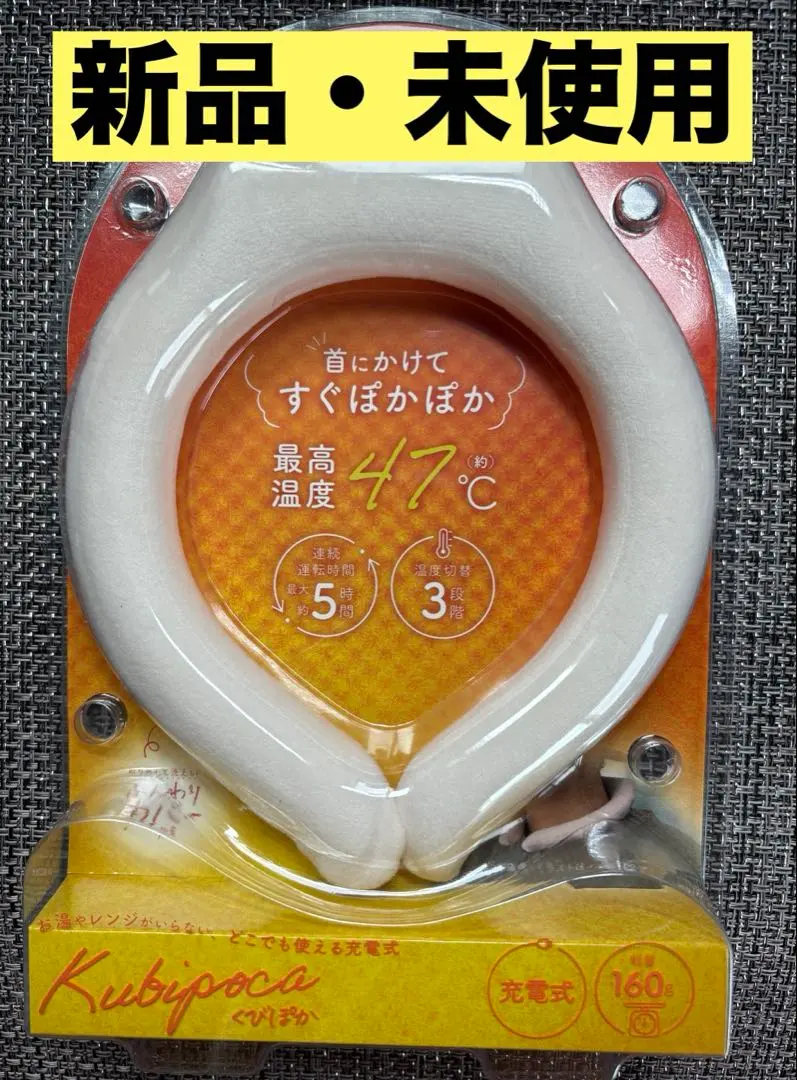 新品・未使用
首にかけて
すぐぽかぽか
最高
温度
47
(約)
℃
連続
運転時間
最大
約
5
時
間
温度切替
3
段
階
お湯やレンジがいらない、どこでも使える充電式
Kubipoca
くびぽか
充電式
軽量
160g